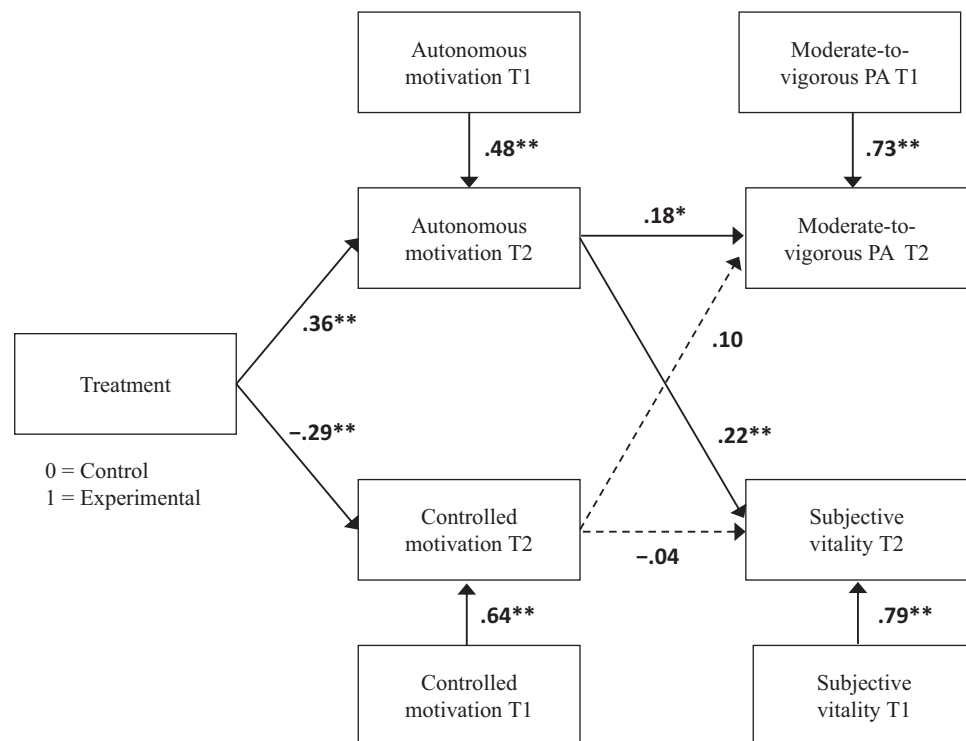 Autonomous
motivation T1
Moderate-to-
vigorous PA T1
.48**
.73**
Autonomous
motivation T2
.18*
Moderate-to-
vigorous PA T2
.36**
.10
Treatment
−.29**
.22**
0 = Control
1 = Experimental
Controlled
motivation T2
−.04
Subjective
vitality T2
.64**
.79**
Controlled
motivation T1
Subjective
vitality T1